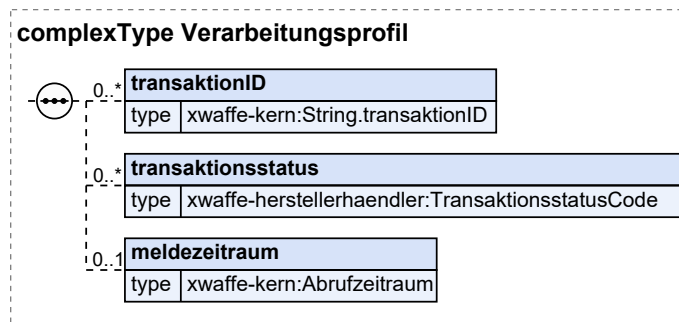 complexType Verarbeitungsprofil
0..* transaktionID
type xwaffe-kern:String.transaktionID
0..* transaktionsstatus
type xwaffe-herstellerhaendler:TransaktionsstatusCode
0..1 meldezeitraum
type xwaffe-kern:Abrufzeitraum